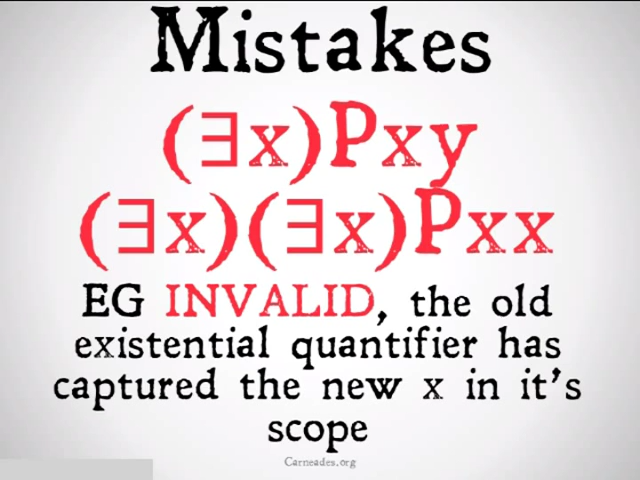 Mistakes
(∃x)Pxy
(∃x)(∃x)Pxx
EG INVALID, the old
existential quantifier has
captured the new x in it's
scope
Carneades.org